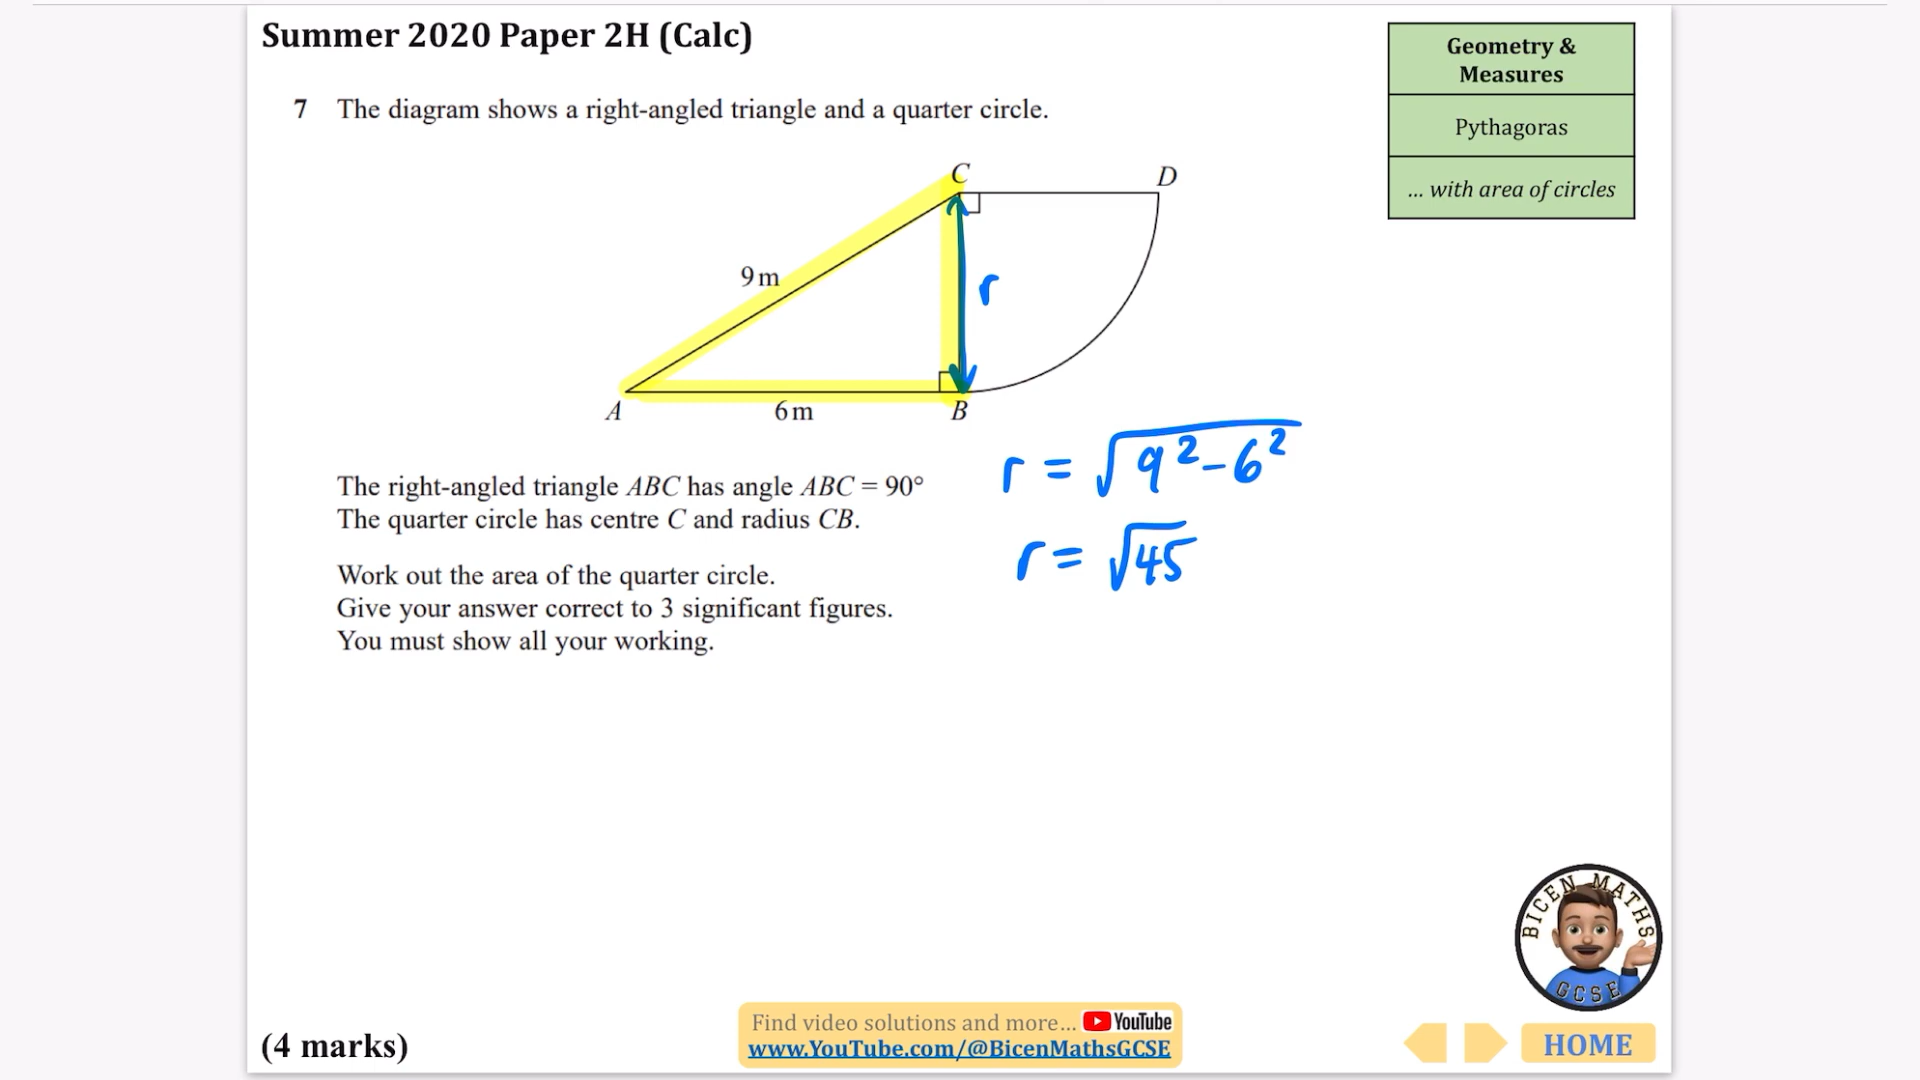 Summer 2020 Paper 2H (Calc)
Geometry &
Measures
Pythagoras
... with area of circles
7 The diagram shows a right-angled triangle and a quarter circle.
C
D
9 m
r
A
6 m
B
r = √9² – 6²
r = √45
The right-angled triangle ABC has angle ABC = 90°
The quarter circle has centre C and radius CB.
Work out the area of the quarter circle.
Give your answer correct to 3 significant figures.
You must show all your working.
BICEN MATHS
GCSE
(4 marks)
Find video solutions and more... YouTube
www.YouTube.com/@BicenMathsGCSE
HOME